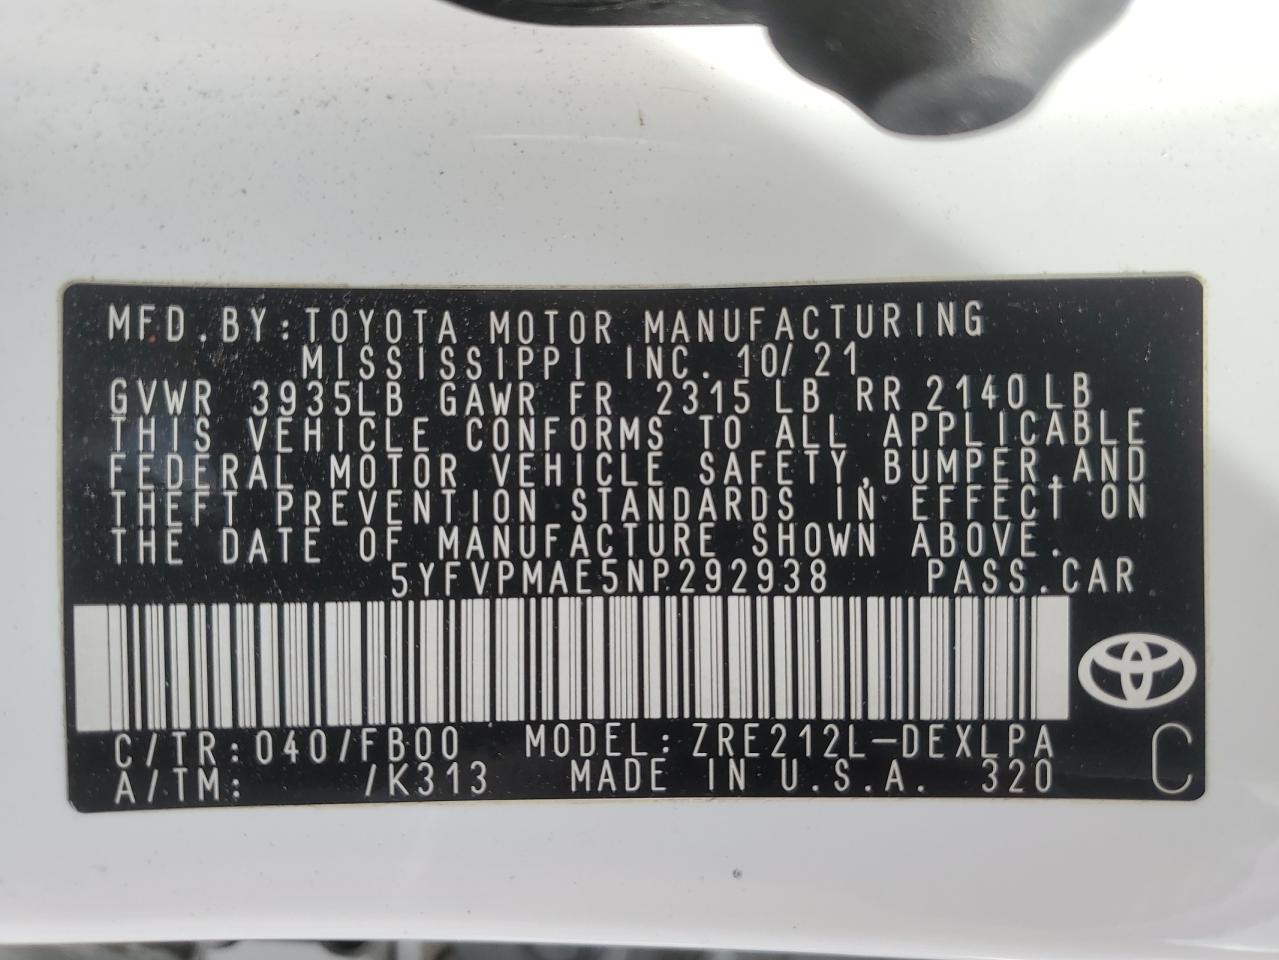 MFD.BY:TOYOTA MOTOR MANUFACTURING
MISSISSIPPI INC. 10/21
GVWR 3935LB GAWR FR 2315 LB RR 2140 LB
THIS VEHICLE CONFORMS TO ALL APPLICABLE
FEDERAL MOTOR VEHICLE SAFETY,BUMPER,AND
THEFT PREVENTION STANDARDS IN EFFECT ON
THE DATE OF MANUFACTURE SHOWN ABOVE.
5YFVPMAE5NP292938 PASS.CAR
C/TR:040/FB00 MODEL:ZRE212L-DEXLPA
A/TM: /K313 MADE IN U.S.A. 320
C